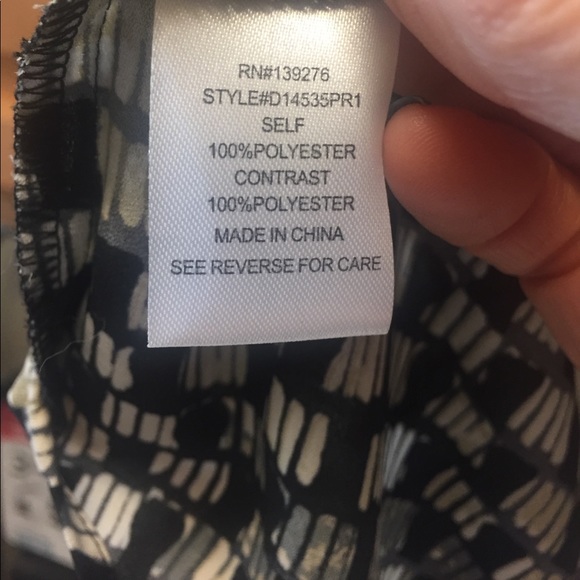 RN#139276
STYLE#D14535PR1
SELF
100%POLYESTER
CONTRAST
100%POLYESTER
MADE IN CHINA
SEE REVERSE FOR CARE